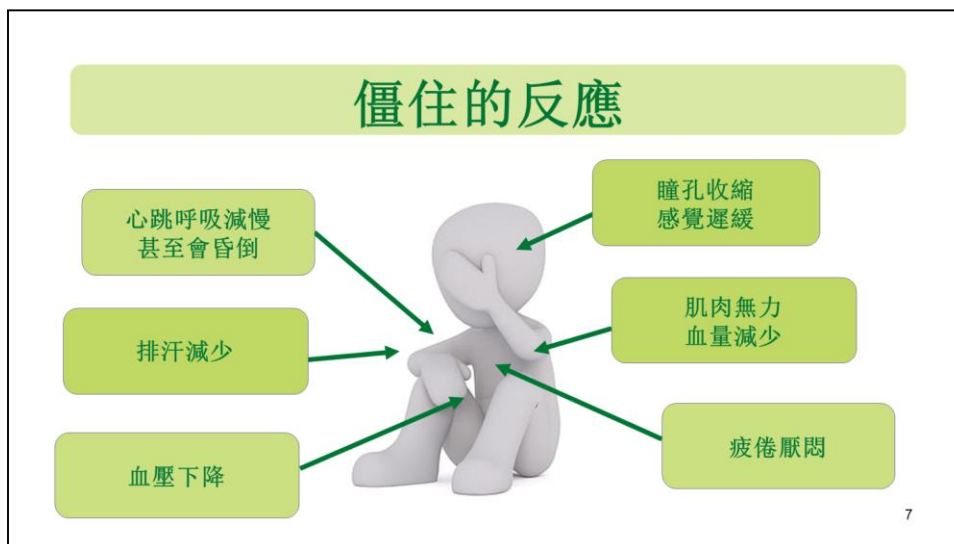 僵住的反應
心跳呼吸減慢
甚至會昏倒
瞳孔收縮
感覺遲緩
排汗減少
肌肉無力
血量減少
血壓下降
疲倦厭悶
7